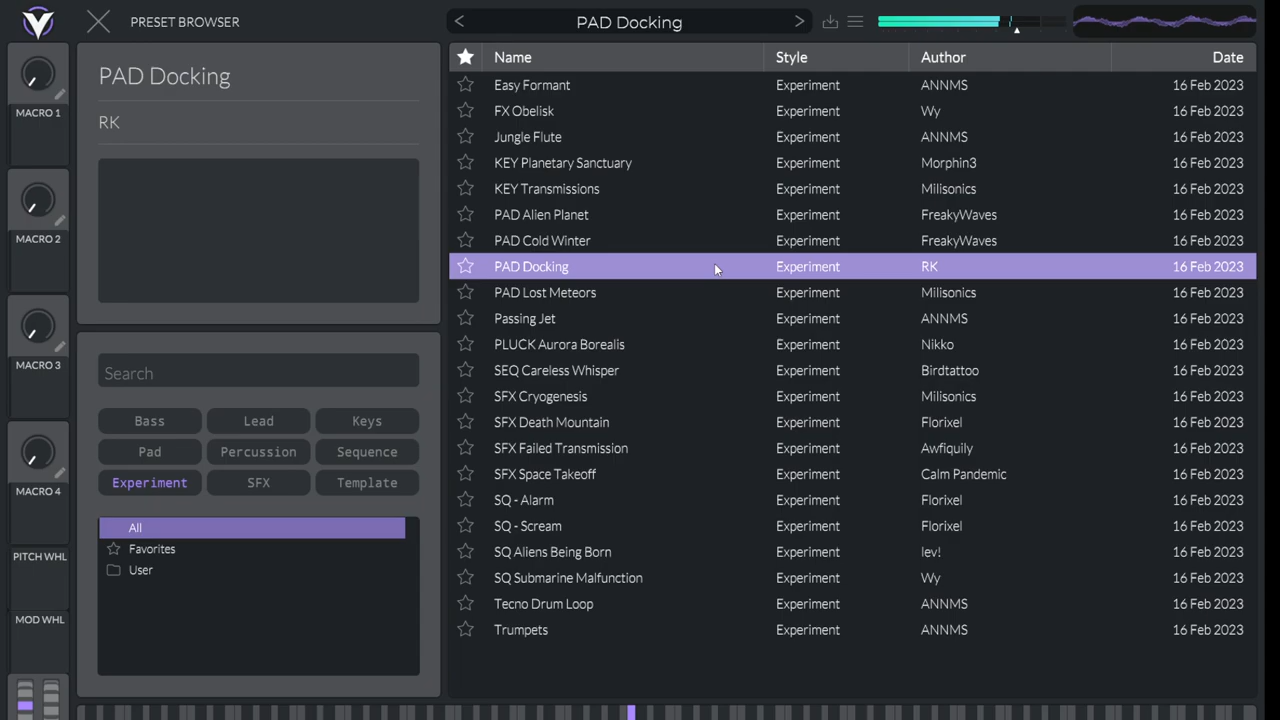 PRESET BROWSER
PAD Docking
MACRO 1
MACRO 2
MACRO 3
MACRO 4
PITCH WHL
MOD WHL
PAD Docking
RK
Search
Bass Lead Keys
Pad Percussion Sequence
Experiment SFX Template
All
Favorites
User
Name Style Author Date
Easy Formant Experiment ANNMS 16 Feb 2023
FX Obelisk Experiment Wy 16 Feb 2023
Jungle Flute Experiment ANNMS 16 Feb 2023
KEY Planetary Sanctuary Experiment Morphin3 16 Feb 2023
KEY Transmissions Experiment Milisonics 16 Feb 2023
PAD Alien Planet Experiment FreakyWaves 16 Feb 2023
PAD Cold Winter Experiment FreakyWaves 16 Feb 2023
PAD Docking Experiment RK 16 Feb 2023
PAD Lost Meteors Experiment Milisonics 16 Feb 2023
Passing Jet Experiment ANNMS 16 Feb 2023
PLUCK Aurora Borealis Experiment Nikko 16 Feb 2023
SEQ Careless Whisper Experiment Birdtattoo 16 Feb 2023
SFX Cryogenesis Experiment Milisonics 16 Feb 2023
SFX Death Mountain Experiment Florixel 16 Feb 2023
SFX Failed Transmission Experiment Awfiquily 16 Feb 2023
SFX Space Takeoff Experiment Calm Pandemic 16 Feb 2023
SQ - Alarm Experiment Florixel 16 Feb 2023
SQ - Scream Experiment Florixel 16 Feb 2023
SQ Aliens Being Born Experiment lev! 16 Feb 2023
SQ Submarine Malfunction Experiment Wy 16 Feb 2023
Tecno Drum Loop Experiment ANNMS 16 Feb 2023
Trumpets Experiment ANNMS 16 Feb 2023